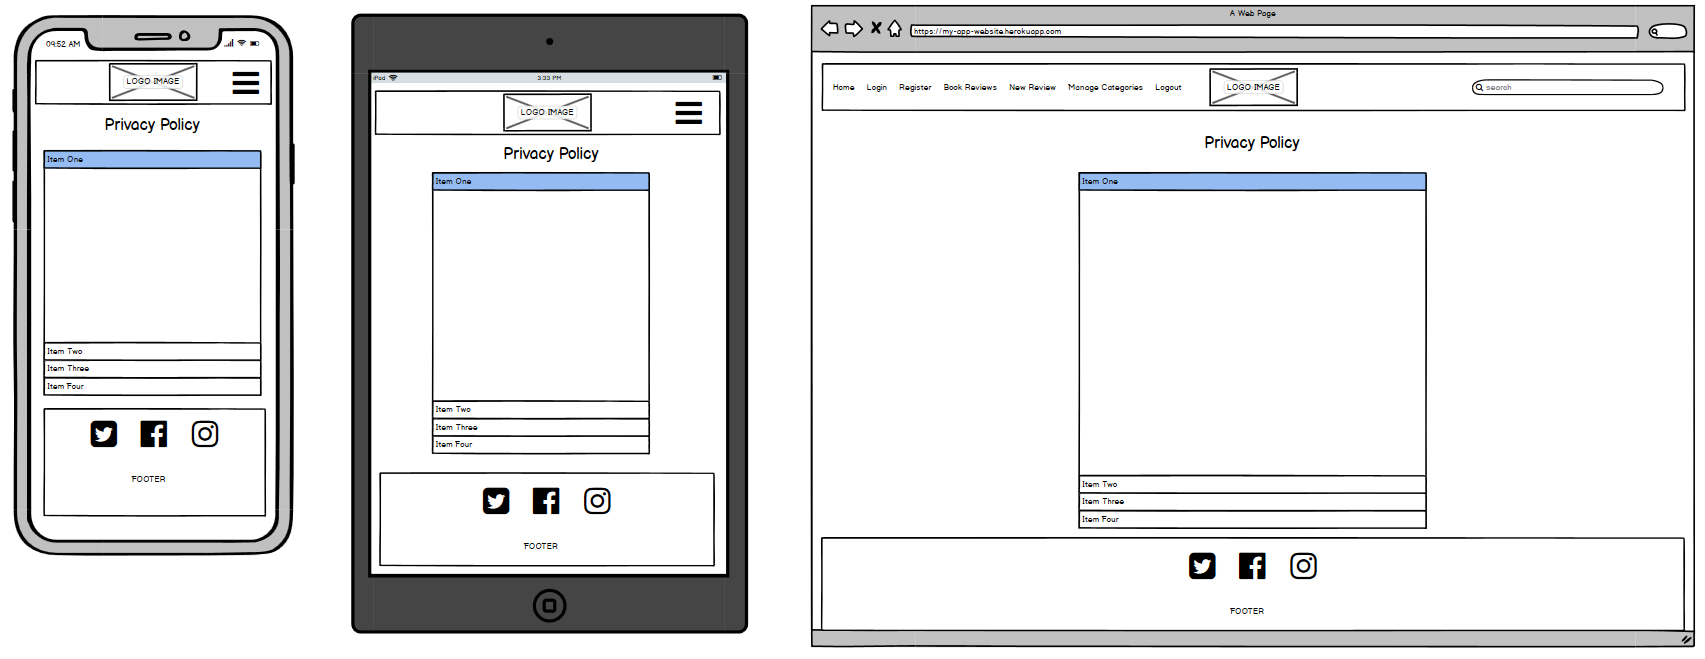 09:52 AM
LOGO IMAGE
Privacy Policy
Item One
Item Two
Item Three
Item Four
FOOTER
iPad
3:33 PM
LOGO IMAGE
Privacy Policy
Item One
Item Two
Item Three
Item Four
FOOTER
A Web Page
https://my-app-website.herokuapp.com
Home Login Register Book Reviews New Review Manage Categories Logout LOGO IMAGE search
Privacy Policy
Item One
Item Two
Item Three
Item Four
FOOTER